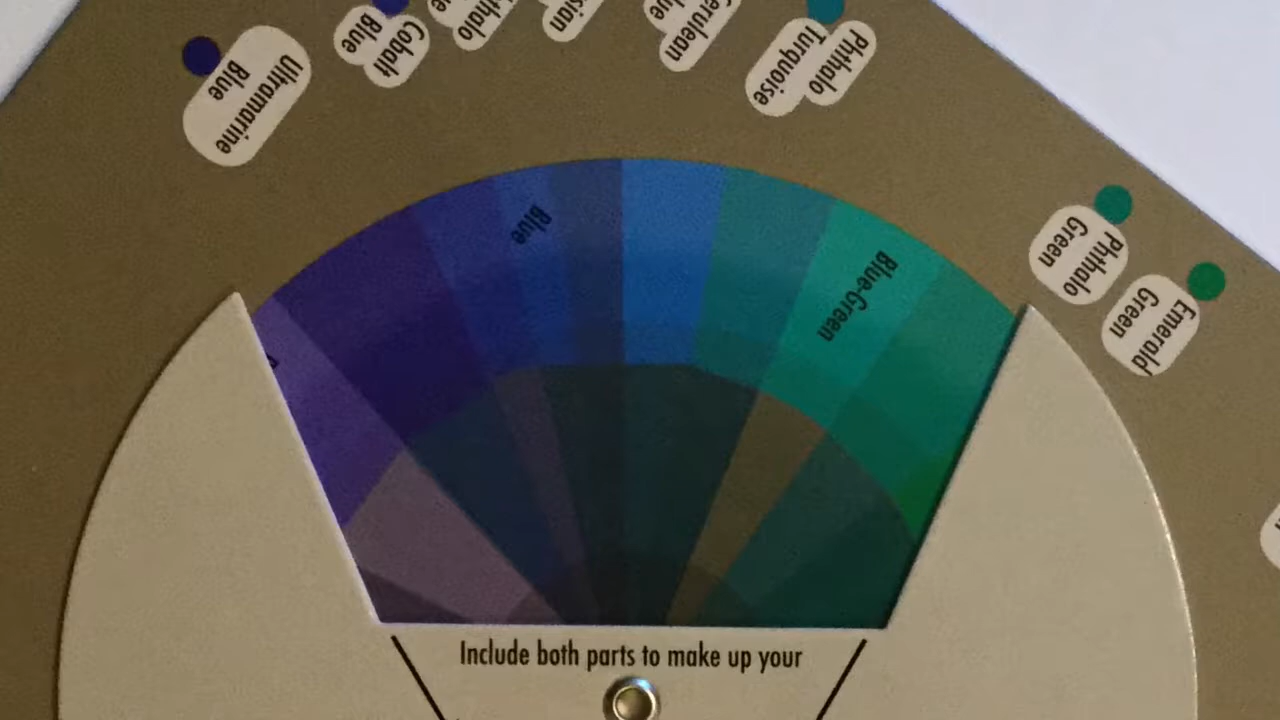 Ultramarine
Blue
Cobalt
Blue
Cerulean
Phthalo
Turquoise
Phthalo
Green
Emerald
Green
Blue
Blue-Green
Include both parts to make up your